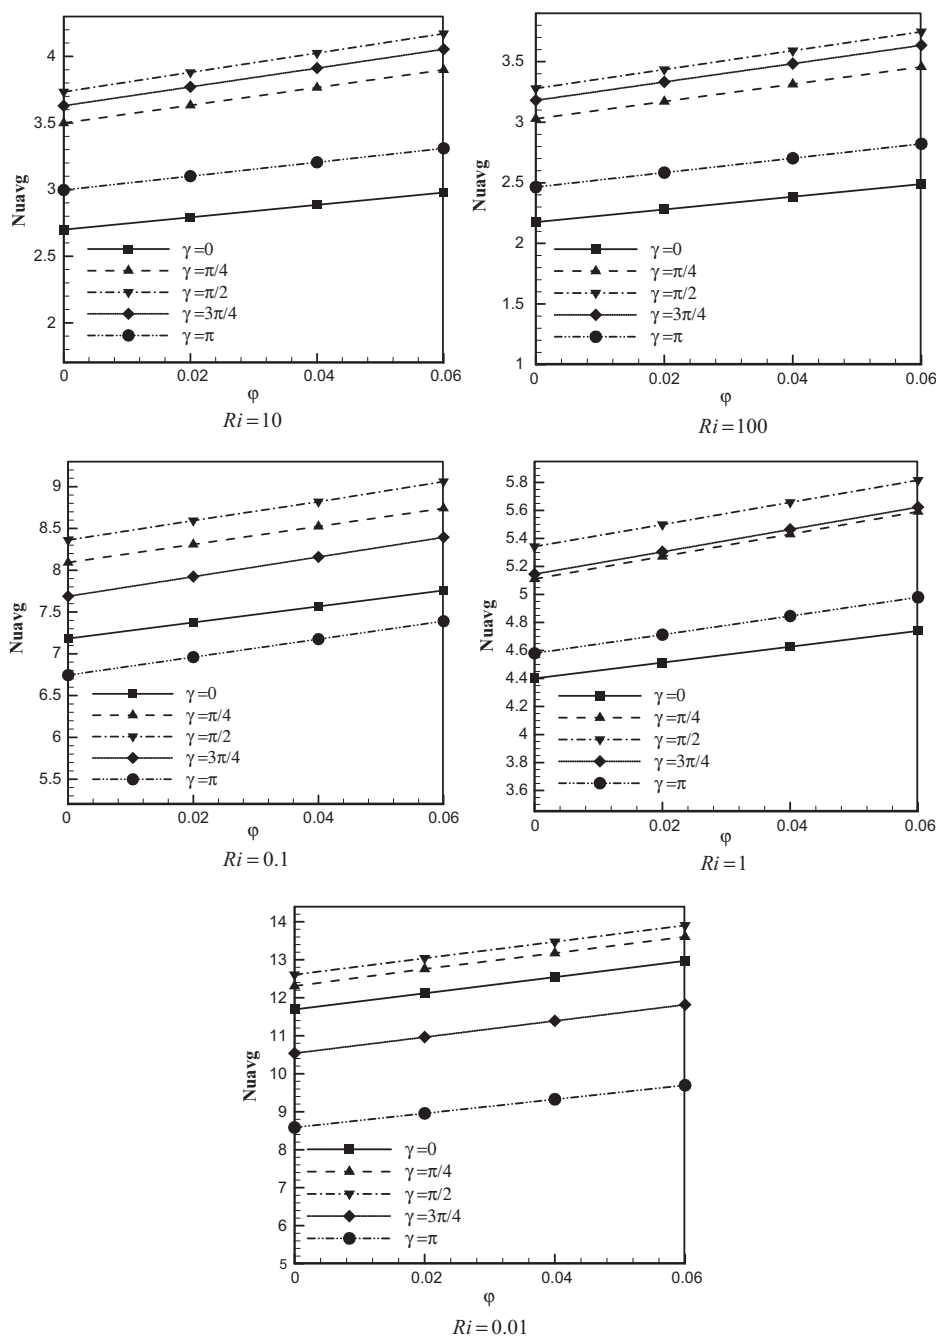 Nuavg
4
3.5
3
2.5
2
γ=0
γ=π/4
γ=π/2
γ=3π/4
γ=π
0 0.02 0.04 0.06
φ
Ri = 10
Nuavg
3.5
3
2.5
2
1.5
1
γ=0
γ=π/4
γ=π/2
γ=3π/4
γ=π
0 0.02 0.04 0.06
φ
Ri = 100
Nuavg
9
8.5
8
7.5
7
6.5
6
5.5
γ=0
γ=π/4
γ=π/2
γ=3π/4
γ=π
0 0.02 0.04 0.06
φ
Ri = 0.1
Nuavg
5.8
5.6
5.4
5.2
5
4.8
4.6
4.4
4.2
4
3.8
3.6
γ=0
γ=π/4
γ=π/2
γ=3π/4
γ=π
0 0.02 0.04 0.06
φ
Ri = 1
Nuavg
14
13
12
11
10
9
8
7
6
5
γ=0
γ=π/4
γ=π/2
γ=3π/4
γ=π
0 0.02 0.04 0.06
φ
Ri = 0.01